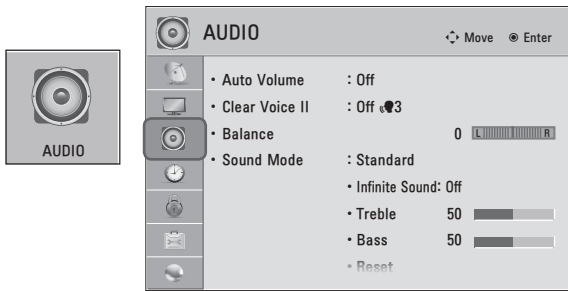 AUDIO
AUDIO Move Enter
• Auto Volume : Off
• Clear Voice II : Off 3
• Balance 0 L R
• Sound Mode : Standard
• Infinite Sound: Off
• Treble 50
• Bass 50
• Reset